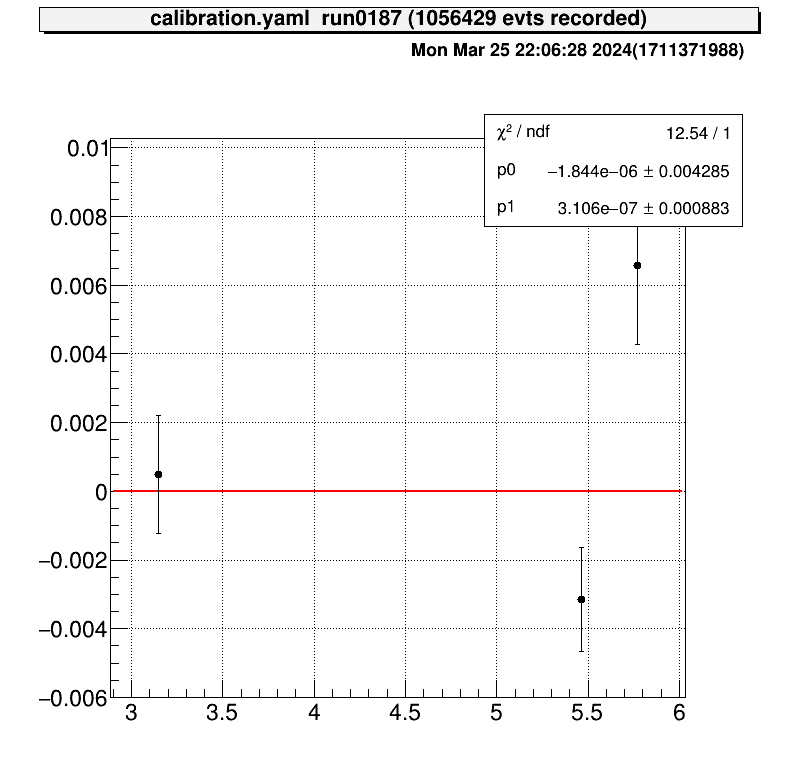 calibration.yaml run0187 (1056429 evts recorded)
Mon Mar 25 22:06:28 2024(1711371988)
χ² / ndf 12.54 / 1
p0 −1.844e−06 ± 0.004285
p1 3.106e−07 ± 0.000883
0.01
0.008
0.006
0.004
0.002
0
−0.002
−0.004
−0.006
3 3.5 4 4.5 5 5.5 6